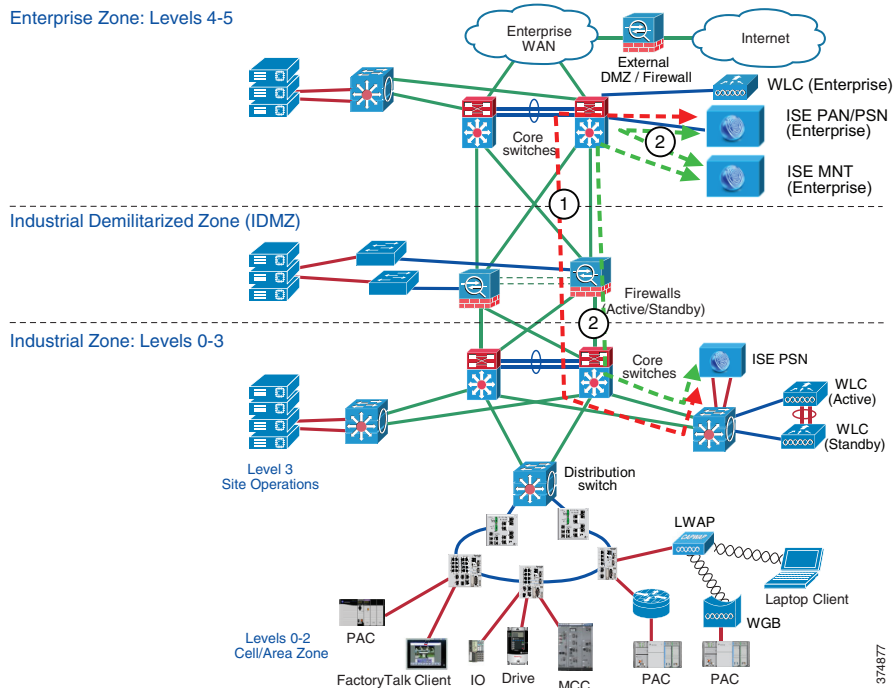 Enterprise Zone: Levels 4-5
Enterprise
WAN
External
DMZ / Firewall
Internet
WLC (Enterprise)
ISE PAN/PSN
(Enterprise)
2
ISE MNT
(Enterprise)
Core
switches
1
Industrial Demilitarized Zone (IDMZ)
Firewalls
(Active/Standby)
2
Industrial Zone: Levels 0-3
Core
switches
ISE PSN
WLC
(Active)
WLC
(Standby)
Level 3
Site Operations
Distribution
switch
LWAP
CAPWAP
Laptop Client
WGB
Levels 0-2
Cell/Area Zone
PAC
FactoryTalk Client
IO
Drive
MCC
PAC
PAC
374877